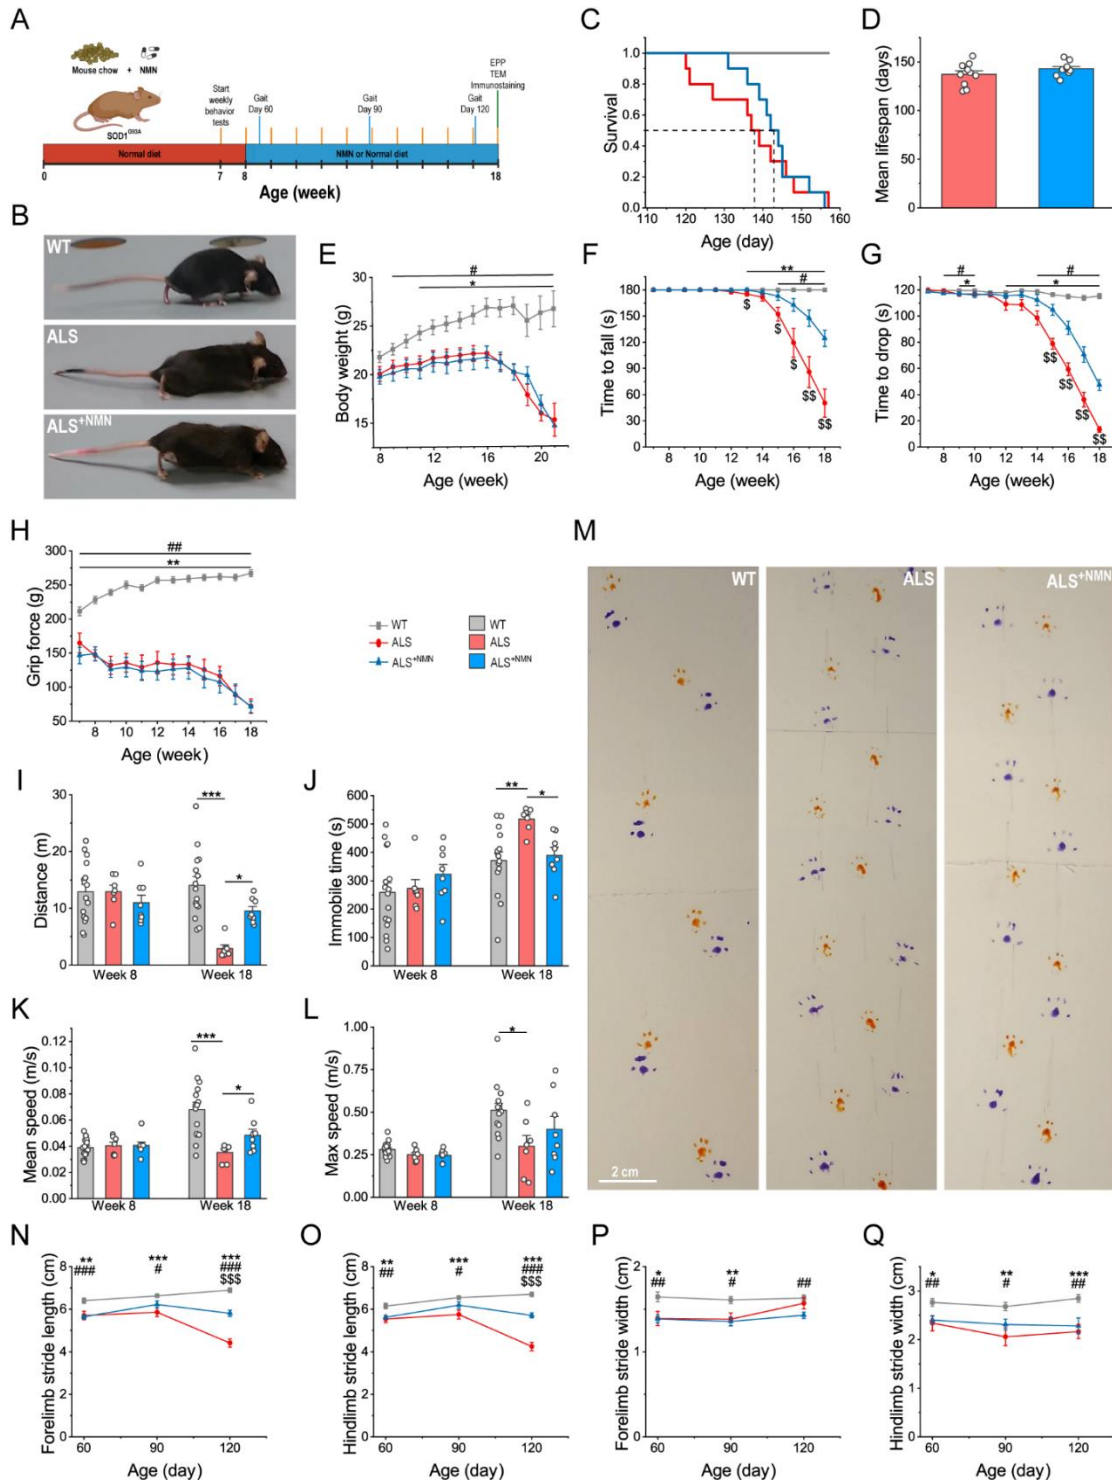 A
Mouse chow + NMN
SOD1G93A
Start
weekly
behavior
tests
Gait
Day 60
Gait
Day 90
Gait
Day 120
EPP
TEM
Immunostaining
Normal diet
NMN or Normal diet
0 7 8 18
Age (week)
B
WT
ALS
ALS+NMN
C
Survival
1.0
0.8
0.6
0.4
0.2
0.0
110 120 130 140 150 160
Age (day)
D
Mean lifespan (days)
150
75
0
E
Body weight (g)
30
25
20
15
#
*
8 10 12 14 16 18 20
Age (week)
F
Time to fall (s)
180
150
120
90
60
30
0
**
#
$ $ $ $$ $$
8 10 12 14 16 18
Age (week)
G
Time to drop (s)
120
100
80
60
40
20
0
# #
* *
$$ $$ $$ $$
8 10 12 14 16 18
Age (week)
H
Grip force (g)
300
250
200
150
100
50
##
**
8 10 12 14 16 18
Age (week)
WT WT
ALS ALS
ALS+NMN ALS+NMN
I
Distance (m)
30
20
10
0
*** *
Week 8 Week 18
J
Immobile time (s)
600
500
400
300
200
100
0
** *
Week 8 Week 18
K
Mean speed (m/s)
0.12
0.10
0.08
0.06
0.04
0.02
0.00
*** *
Week 8 Week 18
L
Max speed (m/s)
1.00
0.75
0.50
0.25
0.00
*
Week 8 Week 18
M
WT
ALS
ALS+NMN
2 cm
N
Forelimb stride length (cm)
8
6
4
2
0
** *** ***
### # ###
$$$
60 90 120
Age (day)
O
Hindlimb stride length (cm)
8
6
4
2
0
** *** ***
## # ###
$$$
60 90 120
Age (day)
P
Forelimb stride width (cm)
2
1
0
* **
## # ##
60 90 120
Age (day)
Q
Hindlimb stride width (cm)
3
2
1
0
* ** ***
## # ##
60 90 120
Age (day)